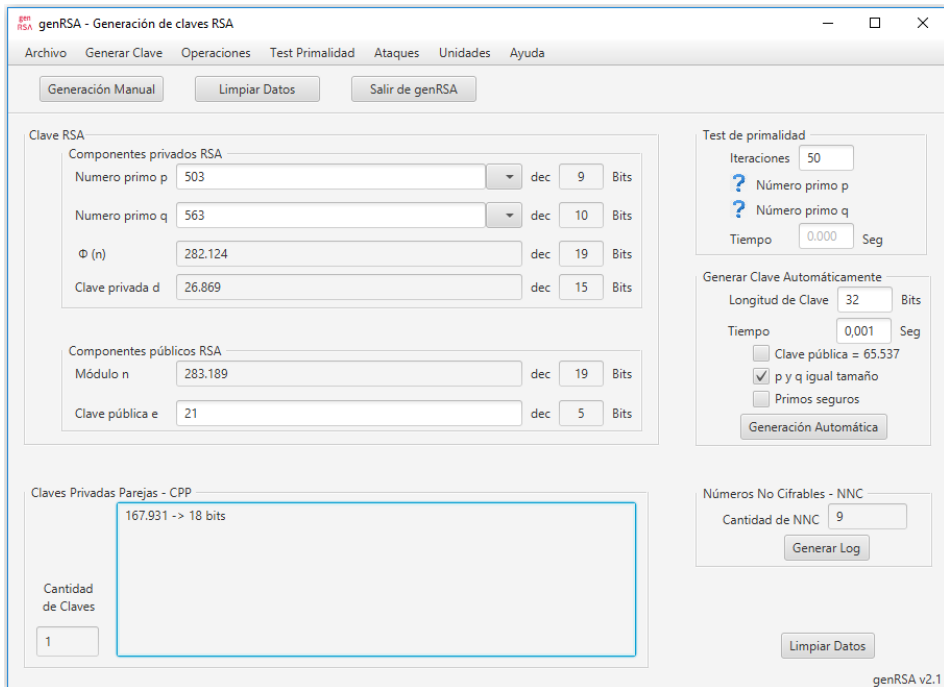 gen RSA genRSA - Generación de claves RSA
Archivo Generar Clave Operaciones Test Primalidad Ataques Unidades Ayuda
Generación Manual Limpiar Datos Salir de genRSA
Clave RSA
Componentes privados RSA
Numero primo p 503 dec 9 Bits
Numero primo q 563 dec 10 Bits
Φ (n) 282.124 dec 19 Bits
Clave privada d 26.869 dec 15 Bits
Componentes públicos RSA
Módulo n 283.189 dec 19 Bits
Clave pública e 21 dec 5 Bits
Test de primalidad
Iteraciones 50
? Número primo p
? Número primo q
Tiempo 0.000 Seg
Generar Clave Automáticamente
Longitud de Clave 32 Bits
Tiempo 0,001 Seg
Clave pública = 65.537
p y q igual tamaño
Primos seguros
Generación Automática
Claves Privadas Parejas - CPP
167.931 -> 18 bits
Cantidad
de Claves
1
Números No Cifrables - NNC
Cantidad de NNC 9
Generar Log
Limpiar Datos
genRSA v2.1